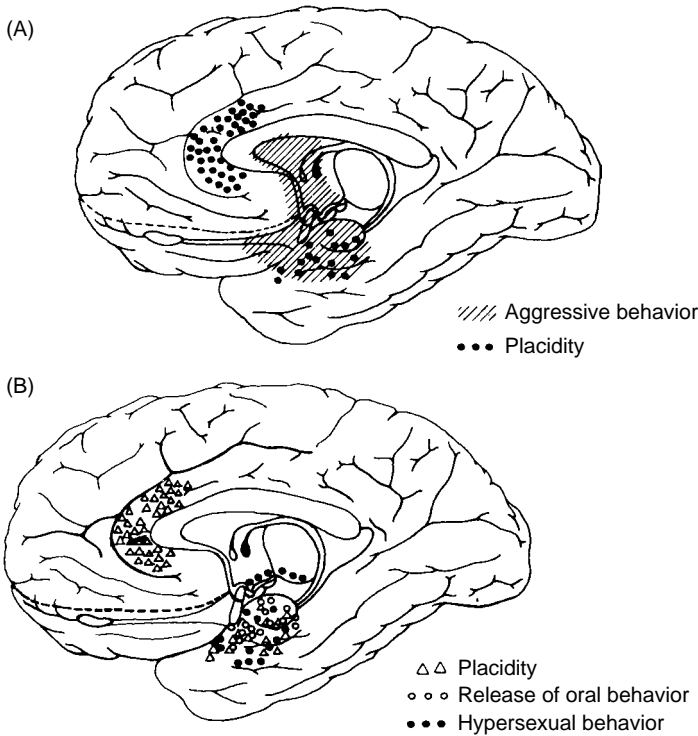 (A)
Aggressive behavior
Placidity
(B)
Placidity
Release of oral behavior
Hypersexual behavior